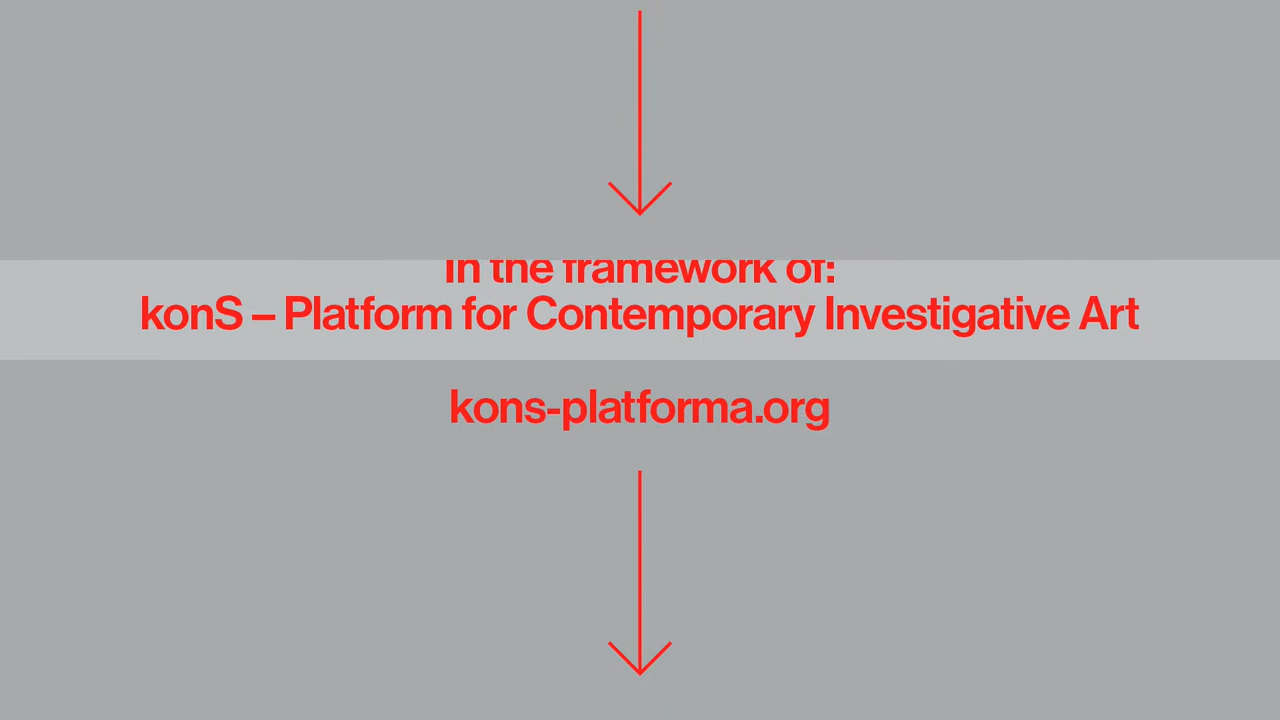 In the framework of:
konS – Platform for Contemporary Investigative Art
kons-platforma.org